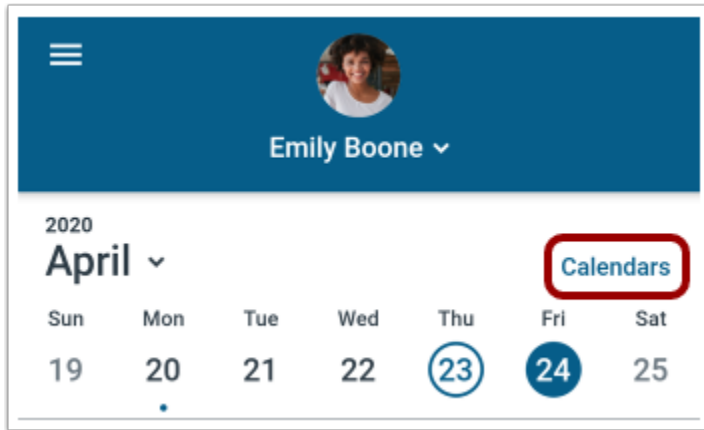 Emily Boone
2020
April
Calendars
Sun Mon Tue Wed Thu Fri Sat
19 20 21 22 23 24 25